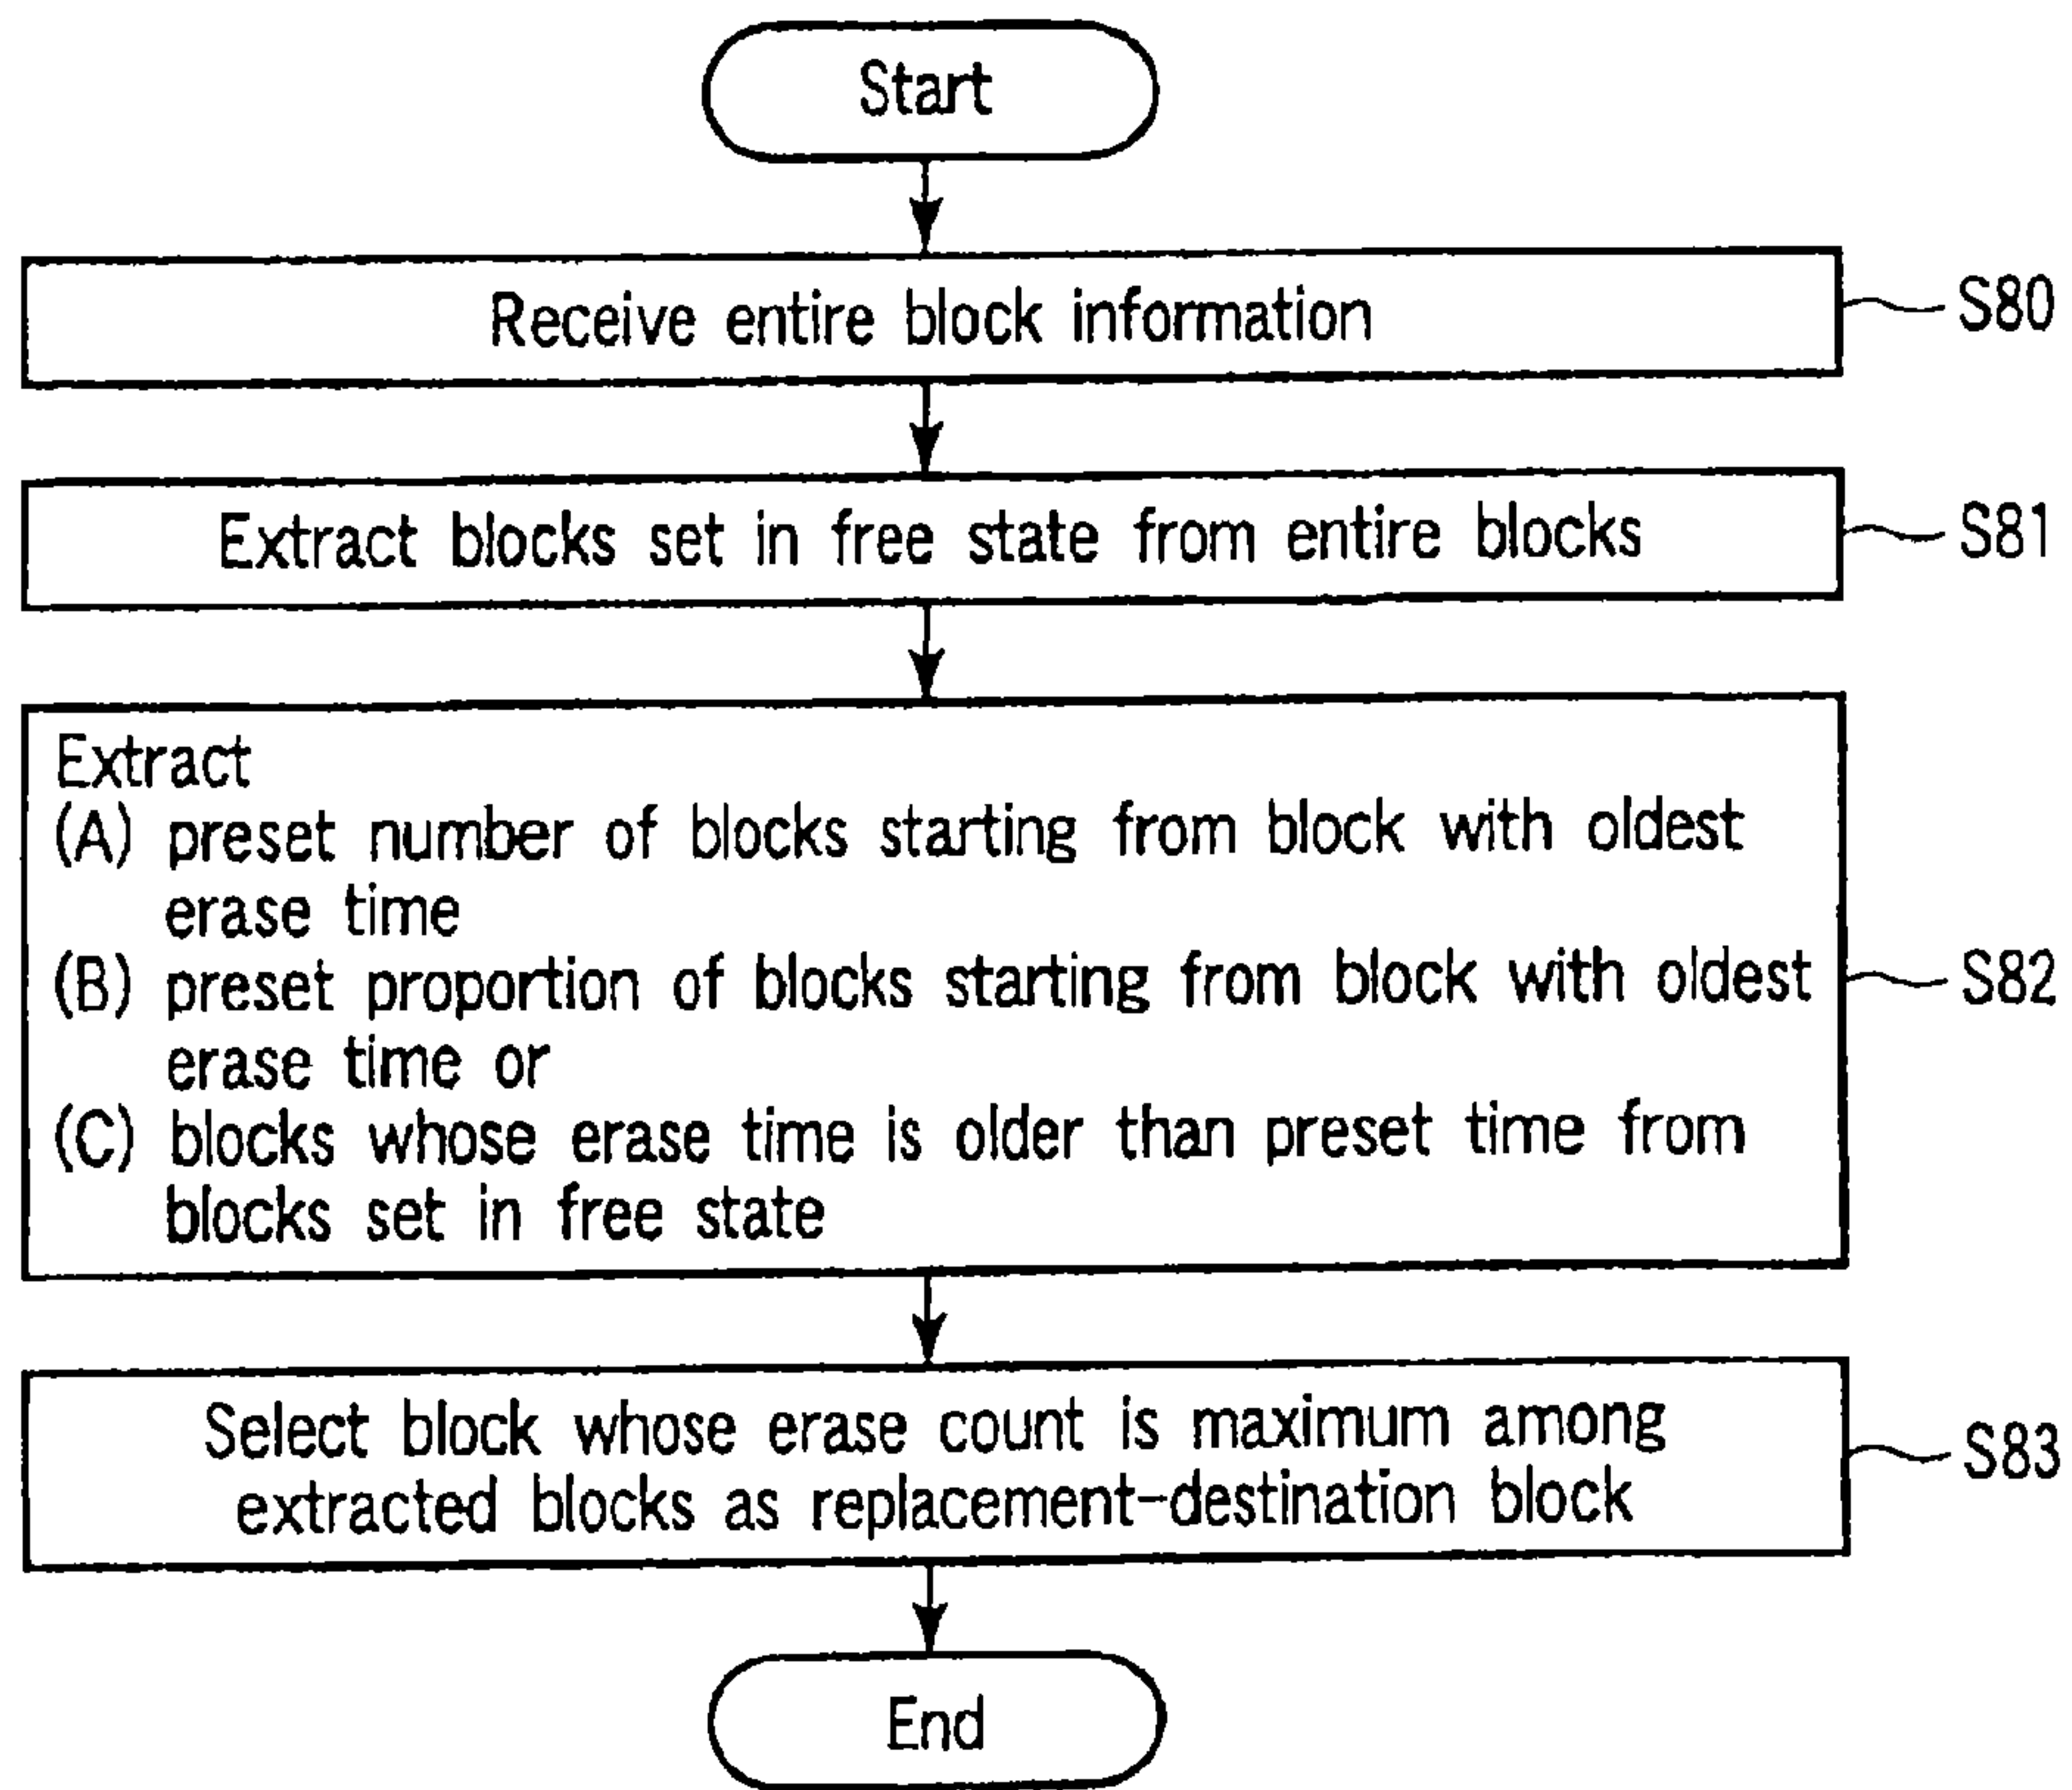 Start
Receive entire block information
S80
Extract blocks set in free state from entire blocks
S81
Extract
(A) preset number of blocks starting from block with oldest
erase time
(B) preset proportion of blocks starting from block with oldest
erase time or
(C) blocks whose erase time is older than preset time from
blocks set in free state
S82
Select block whose erase count is maximum among
extracted blocks as replacement-destination block
S83
End